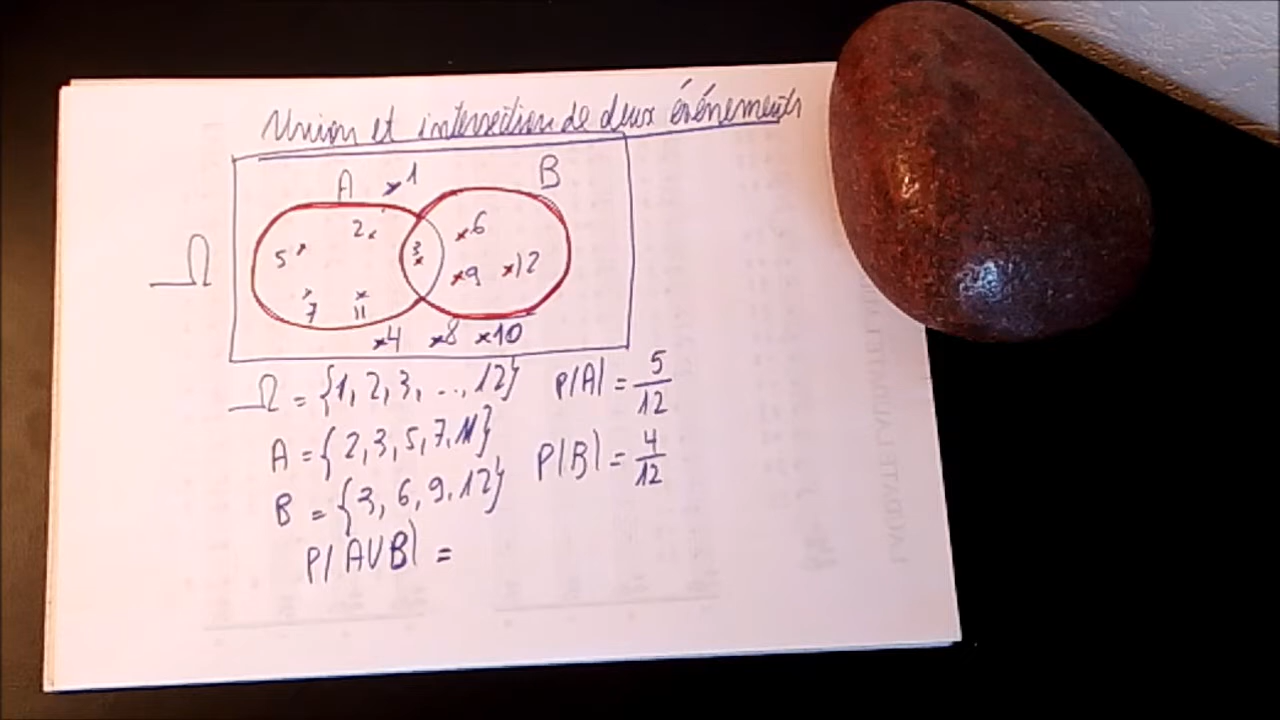 Union et intersection de deux événements
A
1
B
2
6
5
3
9
12
7
11
4
8
10
Ω
Ω = {1, 2, 3, ..., 12} P(A) = 5/12
A = {2, 3, 5, 7, 11}
B = {3, 6, 9, 12} P(B) = 4/12
P(A∪B) =